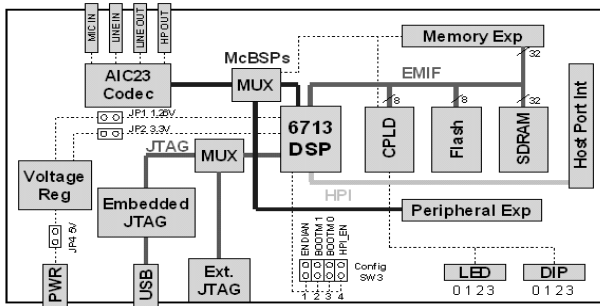 MIC IN
LINE IN
LINE OUT
HP OUT
McBSPs
Memory Exp
32
AIC23
Codec
MUX
EMIF
JP1 1.26V
JP2 3.3V
6713
DSP
8
8
32
CPLD
Flash
SDRAM
Host Port Int
JTAG
MUX
Voltage
Reg
HPI
Embedded
JTAG
Peripheral Exp
JP4 5V
ENDIAN
BOOTM 1
BOOTM 0
HPI_EN
Config
SW3
1 2 3 4
PWR
USB
Ext.
JTAG
LED
DIP
0 1 2 3
0 1 2 3